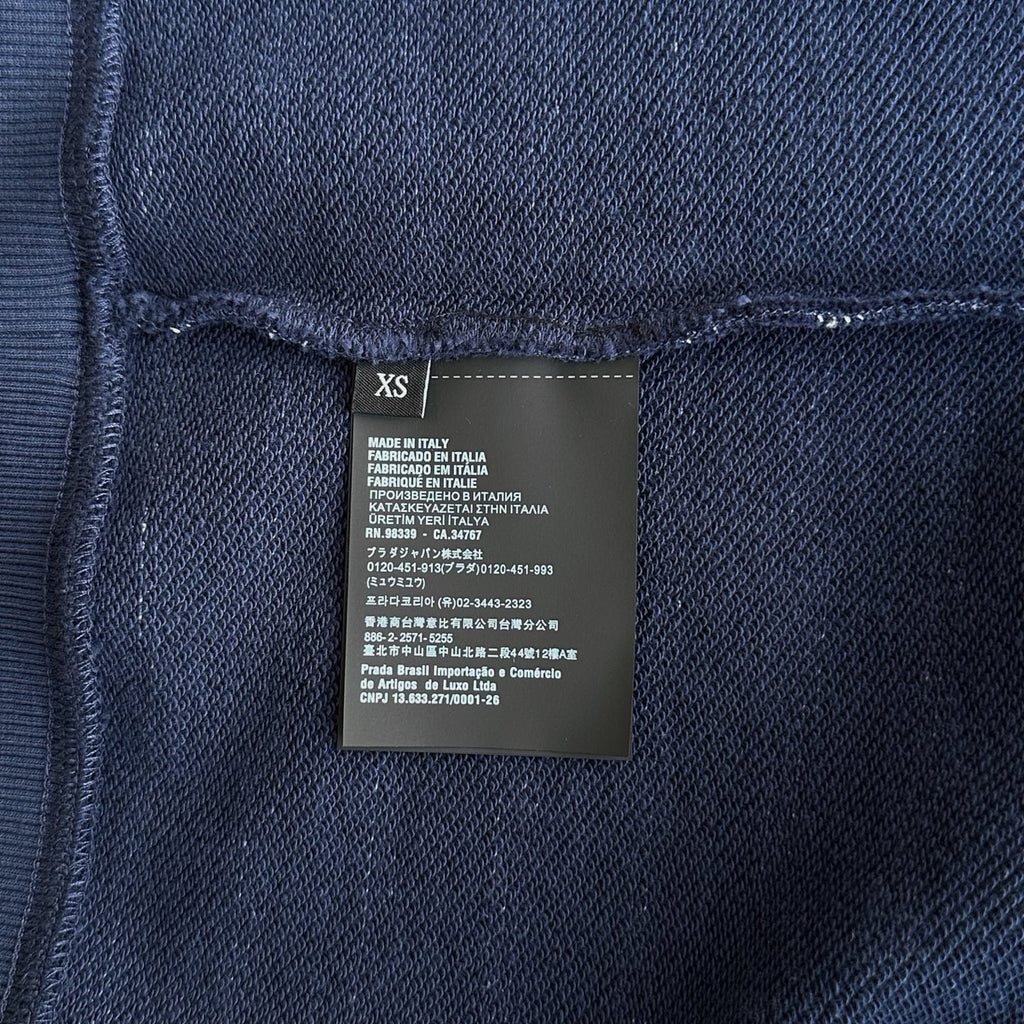 XS
MADE IN ITALY
FABRICADO EN ITALIA
FABRICADO EM ITÁLIA
FABRIQUÉ EN ITALIE
ПРОИЗВЕДЕНО В ИТАЛИЯ
ΚΑΤΑΣΚΕΥΑΖΕΤΑΙ ΣΤΗΝ ΙΤΑΛΙΑ
ÜRETİM YERİ İTALYA
RN.98339 - CA.34767
プラダジャパン株式会社
0120-451-913(プラダ)0120-451-993
(ミュウミュウ)
프라다코리아 (유)02-3443-2323
香港商台灣意比有限公司台灣分公司
886-2-2571-5255
臺北市中山區中山北路二段44號12樓A室
Prada Brasil Importação e Comércio
de Artigos de Luxo Ltda
CNPJ 13.633.271/0001-26